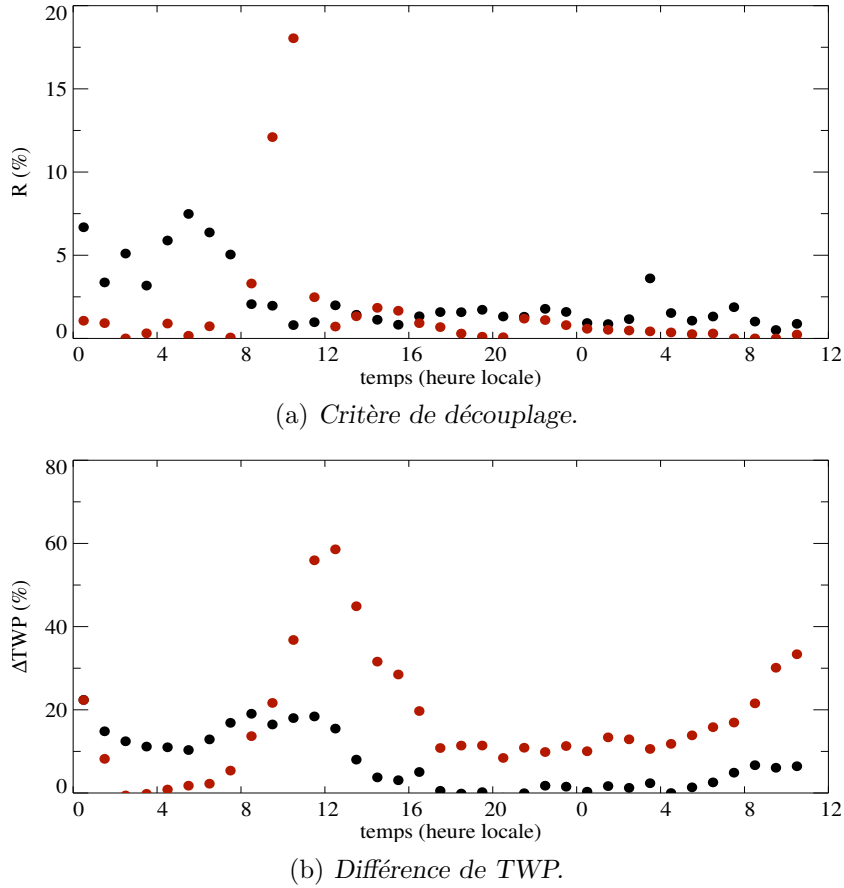 20
15
10
5
0
R (%)
0 4 8 12 16 20 0 4 8 12
temps (heure locale)
(a) Critère de découplage.
80
60
40
20
0
ΔTWP (%)
0 4 8 12 16 20 0 4 8 12
temps (heure locale)
(b) Différence de TWP.